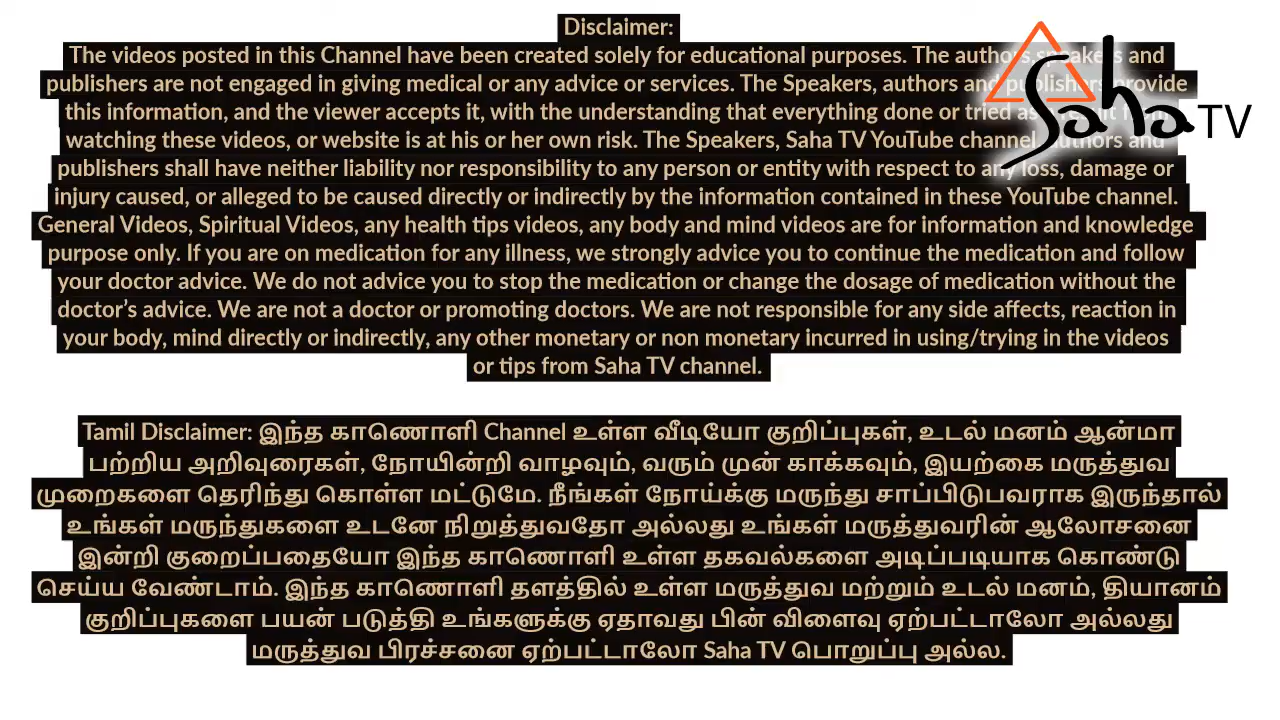 Disclaimer:
The videos posted in this Channel have been created solely for educational purposes. The authors,speakers and
publishers are not engaged in giving medical or any advice or services. The Speakers, authors and publishers provide
this information, and the viewer accepts it, with the understanding that everything done or tried as
watching these videos, or website is at his or her own risk. The Speakers, Saha TV YouTube channel, authors and
publishers shall have neither liability nor responsibility to any person or entity with respect to any loss, damage or
injury caused, or alleged to be caused directly or indirectly by the information contained in these YouTube channel.
General Videos, Spiritual Videos, any health tips videos, any body and mind videos are for information and knowledge
purpose only. If you are on medication for any illness, we strongly advice you to continue the medication and follow
your doctor advice. We do not advice you to stop the medication or change the dosage of medication without the
doctor’s advice. We are not a doctor or promoting doctors. We are not responsible for any side affects, reaction in
your body, mind directly or indirectly, any other monetary or non monetary incurred in using/trying in the videos
or tips from Saha TV channel.
Saha TV
Tamil Disclaimer: இந்த காணொளி Channel உள்ள வீடியோ குறிப்புகள், உடல் மனம் ஆன்மா
பற்றிய அறிவுரைகள், நோயின்றி வாழவும், வரும் முன் காக்கவும், இயற்கை மருத்துவ
முறைகளை தெரிந்து கொள்ள மட்டுமே. நீங்கள் நோய்க்கு மருந்து சாப்பிடுபவராக இருந்தால்
உங்கள் மருந்துகளை உடனே நிறுத்துவதோ அல்லது உங்கள் மருத்துவரின் ஆலோசனை
இன்றி குறைப்பதையோ இந்த காணொளி உள்ள தகவல்களை அடிப்படியாக கொண்டு
செய்ய வேண்டாம். இந்த காணொளி தளத்தில் உள்ள மருத்துவ மற்றும் உடல் மனம், தியானம்
குறிப்புகளை பயன் படுத்தி உங்களுக்கு ஏதாவது பின் விளைவு ஏற்பட்டாலோ அல்லது
மருத்துவ பிரச்சனை ஏற்பட்டாலோ Saha TV பொறுப்பு அல்ல.